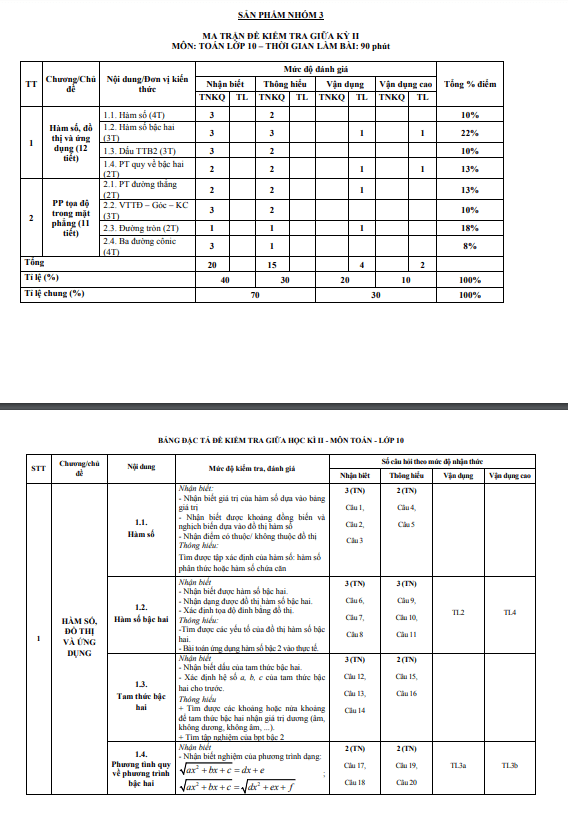 SẢN PHẨM NHÓM 3
MA TRẬN ĐỀ KIỂM TRA GIỮA KỲ II
MÔN: TOÁN LỚP 10 – THỜI GIAN LÀM BÀI: 90 phút
TT Chương/Chủ đề Nội dung/Đơn vị kiến thức Mức độ đánh giá Tổng % điểm
Nhận biết Thông hiểu Vận dụng Vận dụng cao
TNKQ TL TNKQ TL TNKQ TL TNKQ TL
1 Hàm số, đồ thị và ứng dụng (12 tiết)
1.1. Hàm số (4T) 3 2 10%
1.2. Hàm số bậc hai (3T) 3 3 1 1 22%
1.3. Dấu TTB2 (3T) 3 2 10%
1.4. PT quy về bậc hai (2T) 2 2 1 1 13%
2 PP tọa độ trong mặt phẳng (11 tiết)
2.1. PT đường thẳng (2T) 2 2 1 13%
2.2. VTTĐ – Góc – KC (3T) 3 2 10%
2.3. Đường tròn (2T) 1 1 1 18%
2.4. Ba đường cônic (4T) 3 1 8%
Tổng 20 15 4 2
Tỉ lệ (%) 40 30 20 10 100%
Tỉ lệ chung (%) 70 30 100%
BẢNG ĐẶC TẢ ĐỀ KIỂM TRA GIỮA HỌC KÌ II - MÔN TOÁN - LỚP 10
STT Chương/chủ đề Nội dung Mức độ kiểm tra, đánh giá Số câu hỏi theo mức độ nhận thức
Nhận biết Thông hiểu Vận dụng Vận dụng cao
1 HÀM SỐ, ĐỒ THỊ VÀ ỨNG DỤNG
1.1. Hàm số
Nhận biết:
- Nhận biết giá trị của hàm số dựa vào bảng
giá trị
- Nhận biết được khoảng đồng biến và
nghịch biến dựa vào đồ thị hàm số
- Nhận điểm có thuộc/ không thuộc đồ thị
Thông hiểu:
Tìm được tập xác định của hàm số: hàm số
phân thức hoặc hàm số chứa căn
3 (TN) Câu 1, Câu 2, Câu 3
2 (TN) Câu 4, Câu 5
1.2. Hàm số bậc hai
Nhận biết
- Nhận biết được hàm số bậc hai.
- Nhận dạng được đồ thị hàm số bậc hai.
- Xác định tọa độ đỉnh bằng đồ thị.
Thông hiểu:
-Tìm được các yếu tố của đồ thị hàm số bậc
hai.
- Bài toán ứng dụng hàm số bậc 2 vào thực tế.
3 (TN) Câu 6, Câu 7, Câu 8
3 (TN) Câu 9, Câu 10, Câu 11
TL2
TL4
1.3. Tam thức bậc hai
Nhận biết
- Nhận biết dấu của tam thức bậc hai.
- Xác định hệ số a, b, c của tam thức bậc
hai cho trước.
Thông hiểu
+ Tìm được các khoảng hoặc nửa khoảng
để tam thức bậc hai nhận giá trị dương (âm,
không dương, không âm, ...).
+ Tìm tập nghiệm của bpt bậc 2
3 (TN) Câu 12, Câu 13, Câu 14
2 (TN) Câu 15, Câu 16
1.4. Phương tình quy về phương trình bậc hai
Nhận biết
- Nhận biết nghiệm của phương trình dạng:
√(ax² + bx + c) = dx + e ;
√(ax² + bx + c) = √(dx² + ex + f)
2 (TN) Câu 17, Câu 18
2 (TN) Câu 19, Câu 20
TL3a
TL3b